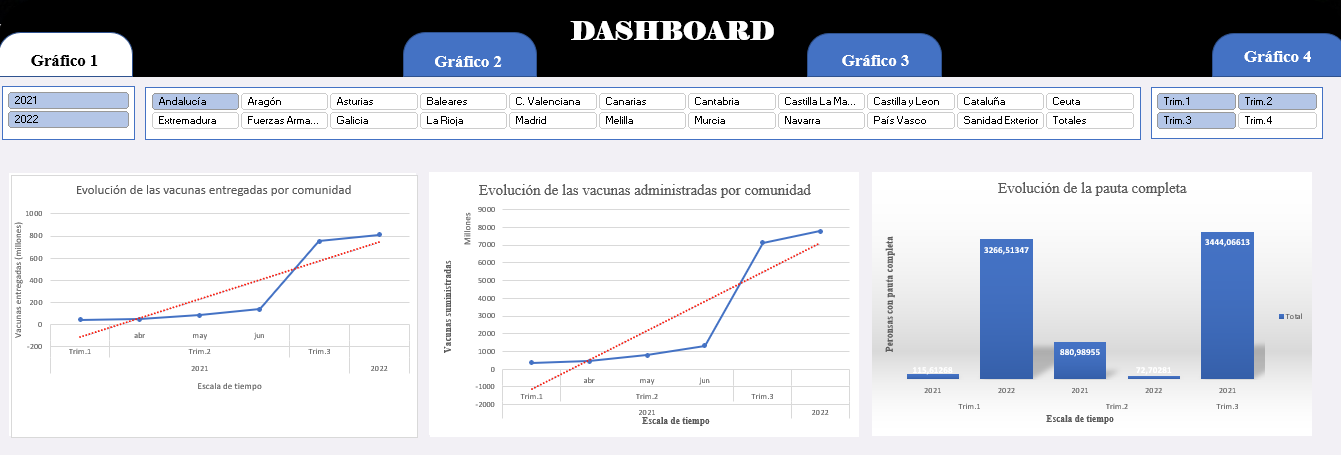 DASHBOARD
Gráfico 1
Gráfico 2
Gráfico 3
Gráfico 4
2021
2022
Andalucía
Aragón
Asturias
Baleares
C. Valenciana
Canarias
Cantabria
Castilla La Ma...
Castilla y Leon
Cataluña
Ceuta
Extremadura
Fuerzas Arma...
Galicia
La Rioja
Madrid
Melilla
Murcia
Navarra
País Vasco
Sanidad Exterior
Totales
Trim.1
Trim.2
Trim.3
Trim.4
Evolución de las vacunas entregadas por comunidad
Vacunas entregadas (millones)
1000
800
600
400
200
0
-200
abr
may
jun
Trim.1
Trim.2
Trim.3
2021
2022
Escala de tiempo
Evolución de las vacunas administradas por comunidad
Millones
Vacunas suministradas
9000
8000
7000
6000
5000
4000
3000
2000
1000
0
-1000
-2000
abr
may
jun
Trim.1
Trim.2
Trim.3
2021
2022
Escala de tiempo
Evolución de la pauta completa
Peronsas con pauta completa
115,61268
3266,51347
880,98955
72,70281
3444,06613
Total
2021
2022
2021
2022
2021
Trim.1
Trim.2
Trim.3
Escala de tiempo